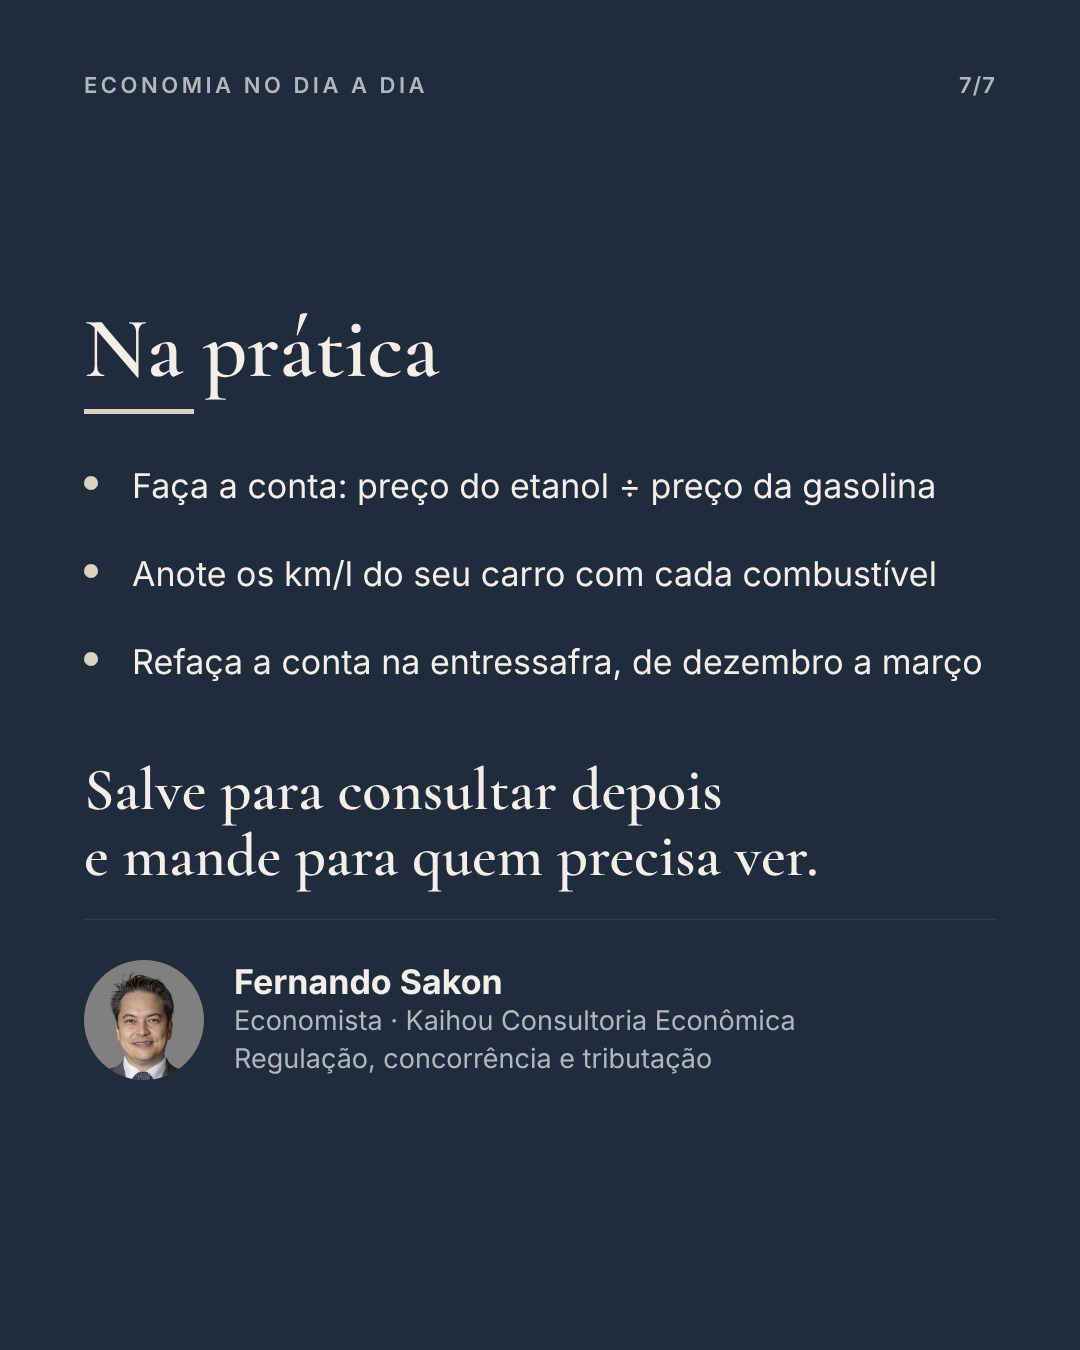 ECONOMIA NO DIA A DIA
7/7
Na prática
• Faça a conta: preço do etanol ÷ preço da gasolina
• Anote os km/l do seu carro com cada combustível
• Refaça a conta na entressafra, de dezembro a março
Salve para consultar depois
e mande para quem precisa ver.
Fernando Sakon
Economista · Kaihou Consultoria Econômica
Regulação, concorrência e tributação